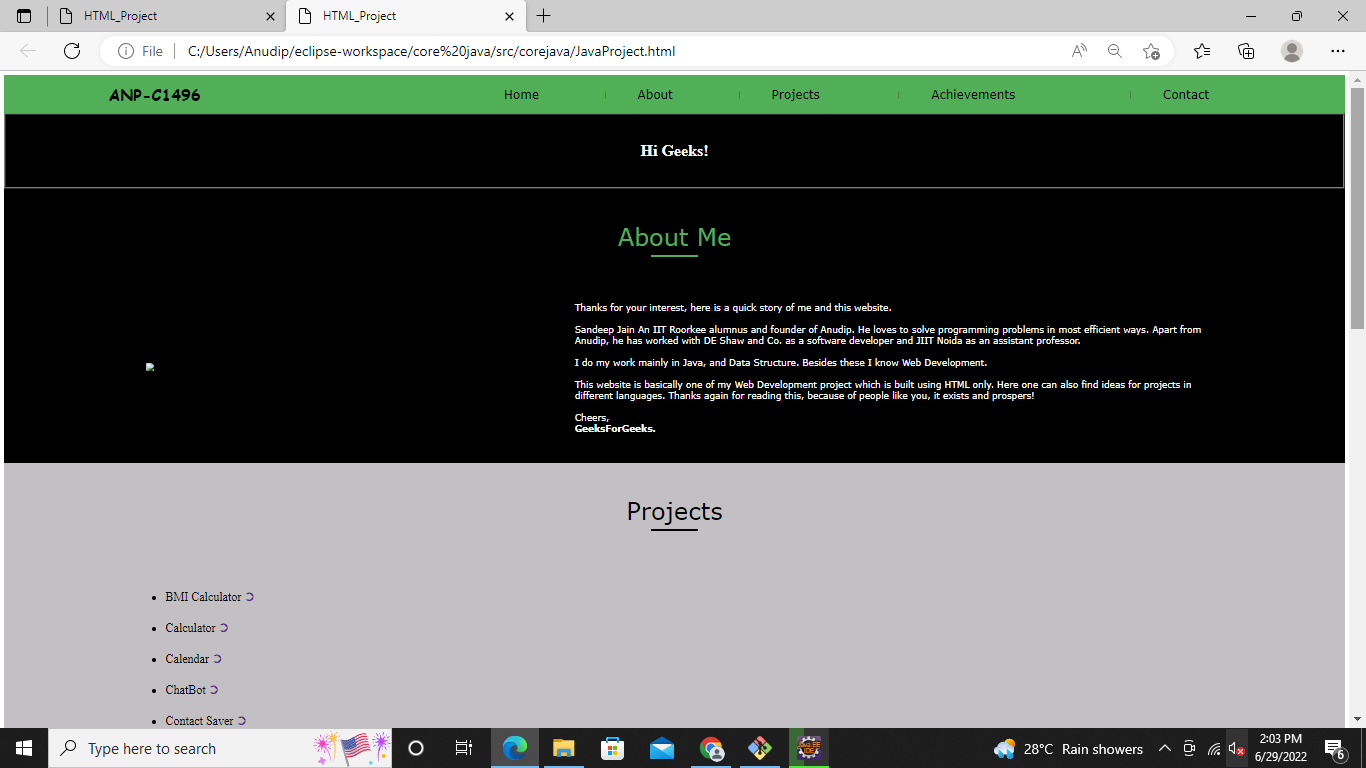 HTML_Project
HTML_Project
File
C:/Users/Anudip/eclipse-workspace/core%20java/src/corejava/JavaProject.html
ANP-C1496
Home
About
Projects
Achievements
Contact
Hi Geeks!
About Me
Thanks for your interest, here is a quick story of me and this website.
Sandeep Jain An IIT Roorkee alumnus and founder of Anudip. He loves to solve programming problems in most efficient ways. Apart from
Anudip, he has worked with DE Shaw and Co. as a software developer and JIIT Noida as an assistant professor.
I do my work mainly in Java, and Data Structure. Besides these I know Web Development.
This website is basically one of my Web Development project which is built using HTML only. Here one can also find ideas for projects in
different languages. Thanks again for reading this, because of people like you, it exists and prospers!
Cheers,
GeeksForGeeks.
Projects
BMI Calculator ➲
Calculator ➲
Calendar ➲
ChatBot ➲
Contact Saver ➲
Type here to search
28°C Rain showers
2:03 PM
6/29/2022
6
Java EE
IDE